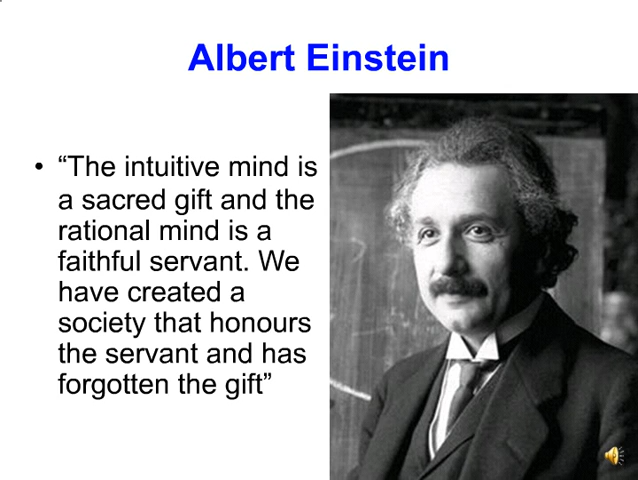 Albert Einstein
• “The intuitive mind is
a sacred gift and the
rational mind is a
faithful servant. We
have created a
society that honours
the servant and has
forgotten the gift”